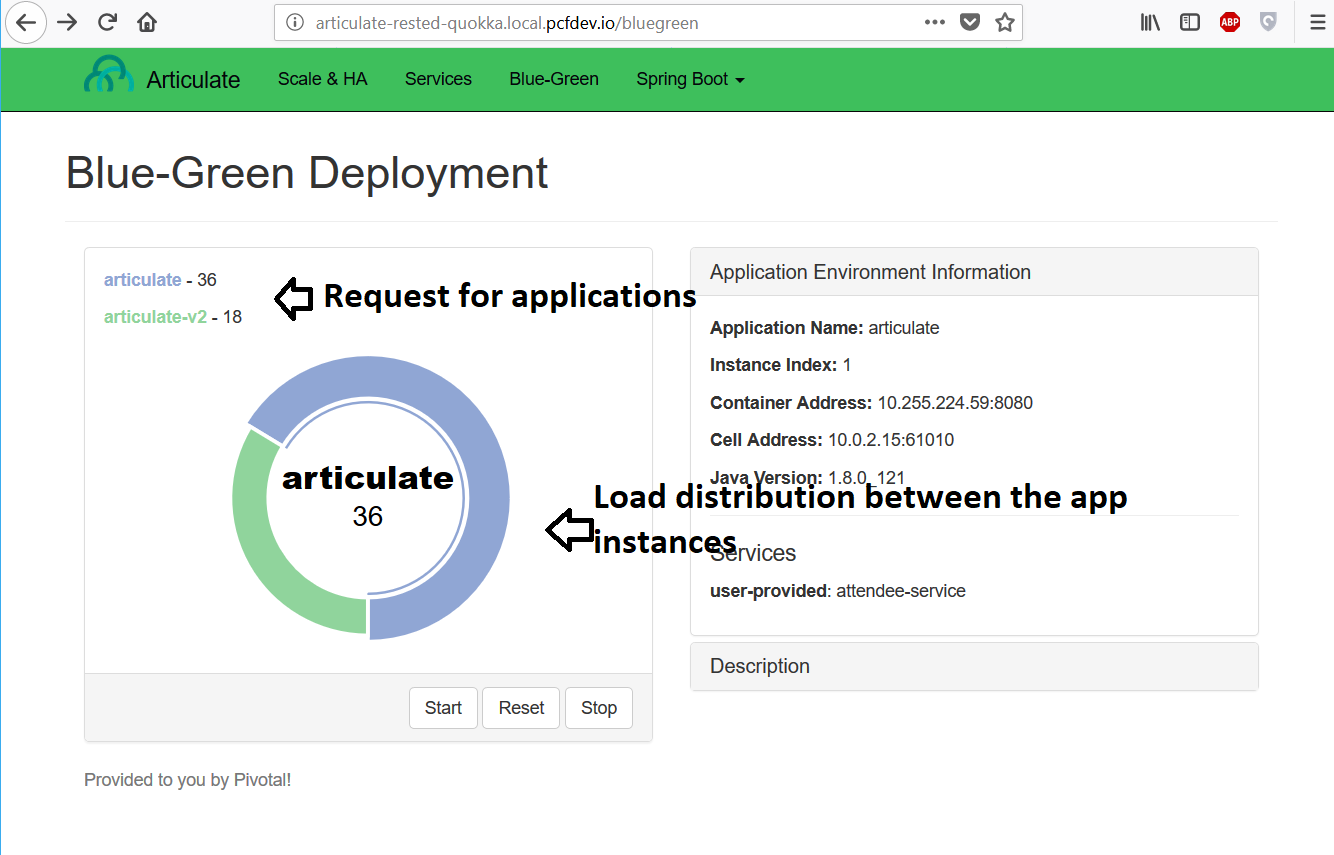 articulate-rested-quokka.local.pcfdev.io/bluegreen
ABP
Articulate Scale & HA Services Blue-Green Spring Boot
Blue-Green Deployment
articulate - 36
articulate-v2 - 18
Request for applications
articulate
36
Load distribution between the app
instances
Start Reset Stop
Application Environment Information
Application Name: articulate
Instance Index: 1
Container Address: 10.255.224.59:8080
Cell Address: 10.0.2.15:61010
Java Version: 1.8.0_121
Services
user-provided: attendee-service
Description
Provided to you by Pivotal!